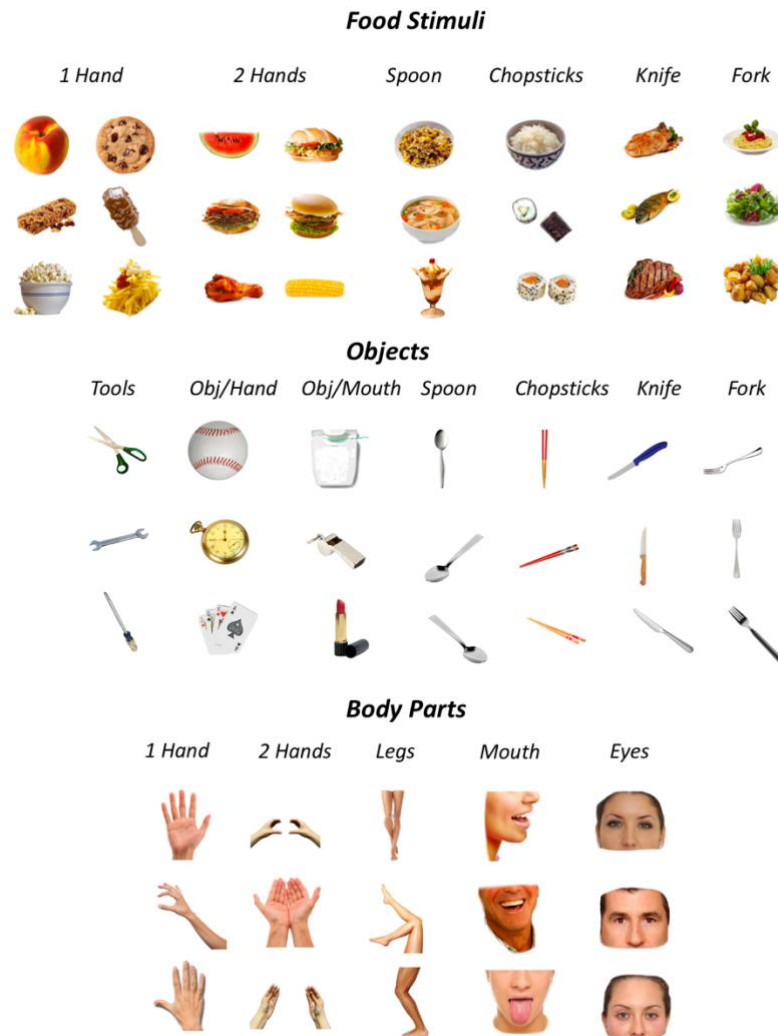 Food Stimuli
1 Hand 2 Hands Spoon Chopsticks Knife Fork
Objects
Tools Obj/Hand Obj/Mouth Spoon Chopsticks Knife Fork
Body Parts
1 Hand 2 Hands Legs Mouth Eyes